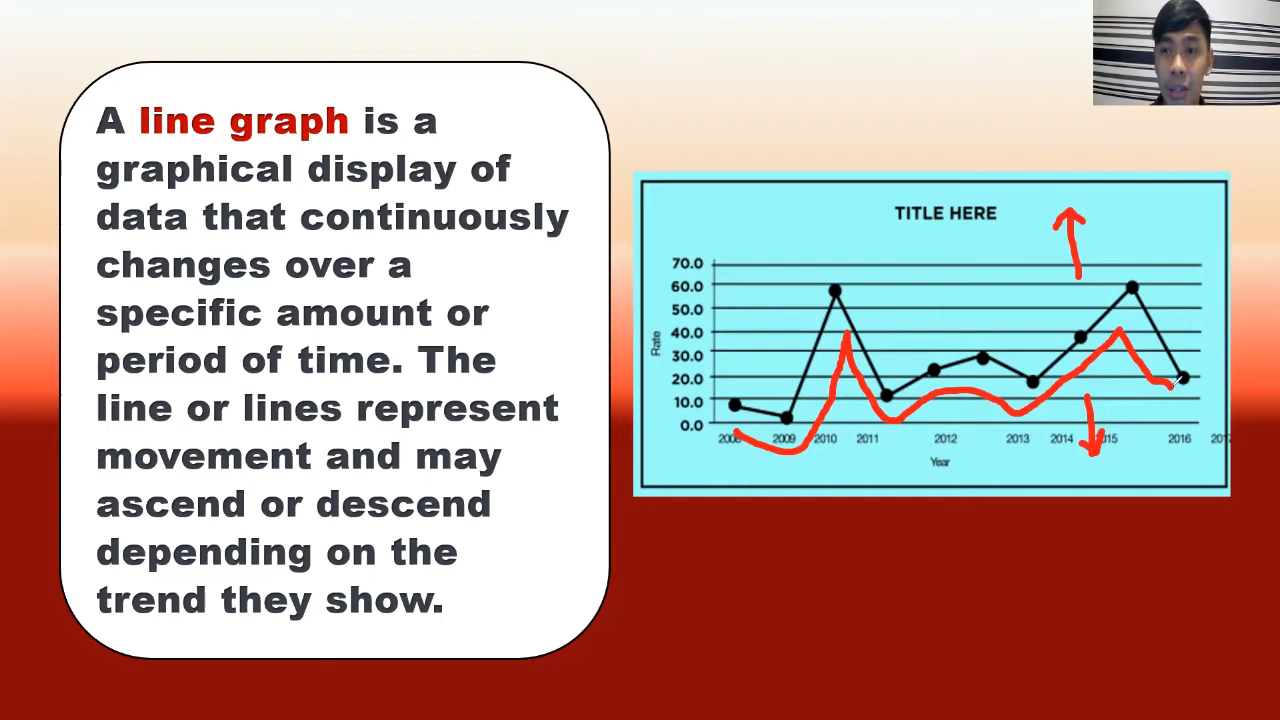 A line graph is a
graphical display of
data that continuously
changes over a
specific amount or
period of time. The
line or lines represent
movement and may
ascend or descend
depending on the
trend they show.
TITLE HERE
70.0
60.0
50.0
40.0
30.0
20.0
10.0
0.0
Rate
2008 2009 2010 2011 2012 2013 2014 2015 2016 2017
Year